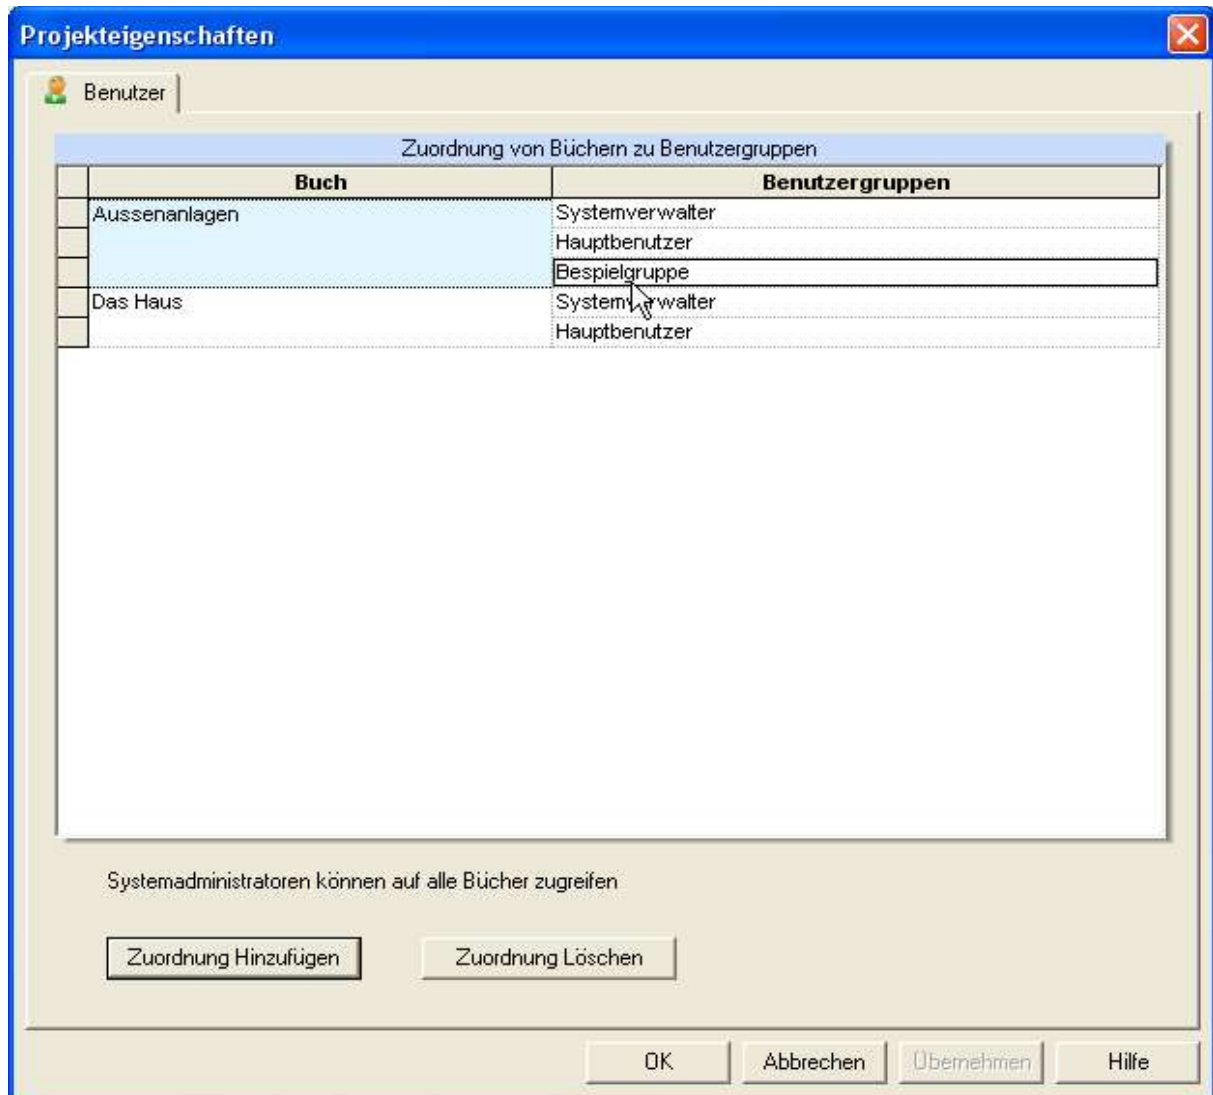 Projekteigenschaften
Benutzer
Zuordnung von Büchern zu Benutzergruppen
Buch Benutzergruppen
Aussenanlagen Systemverwalter
Hauptbenutzer
Bespielgruppe
Das Haus Systemverwalter
Hauptbenutzer
Systemadministratoren können auf alle Bücher zugreifen
Zuordnung Hinzufügen Zuordnung Löschen
OK Abbrechen Übernehmen Hilfe